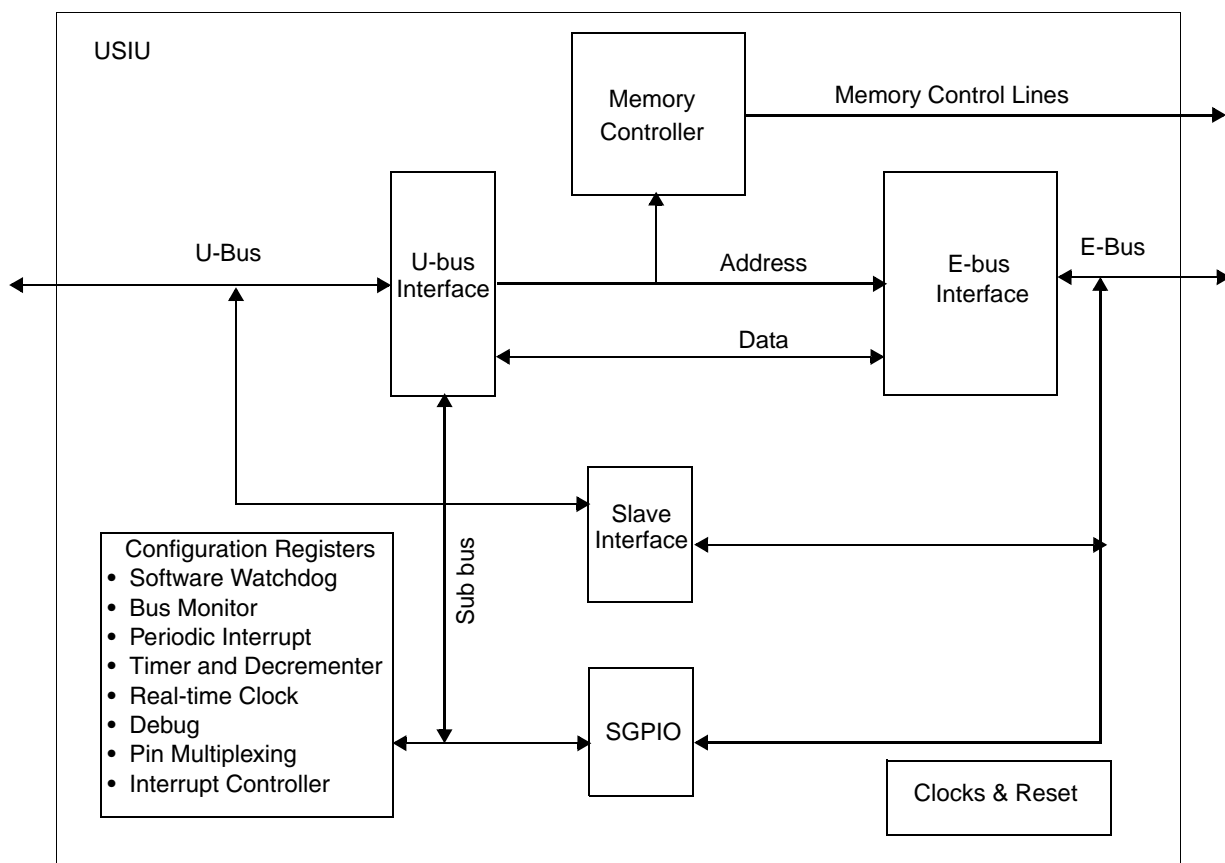 USIU
Memory
Controller
Memory Control Lines
U-Bus
U-bus
Interface
Address
E-bus
Interface
E-Bus
Data
Slave
Interface
Sub bus
Configuration Registers
• Software Watchdog
• Bus Monitor
• Periodic Interrupt
• Timer and Decrementer
• Real-time Clock
• Debug
• Pin Multiplexing
• Interrupt Controller
SGPIO
Clocks & Reset